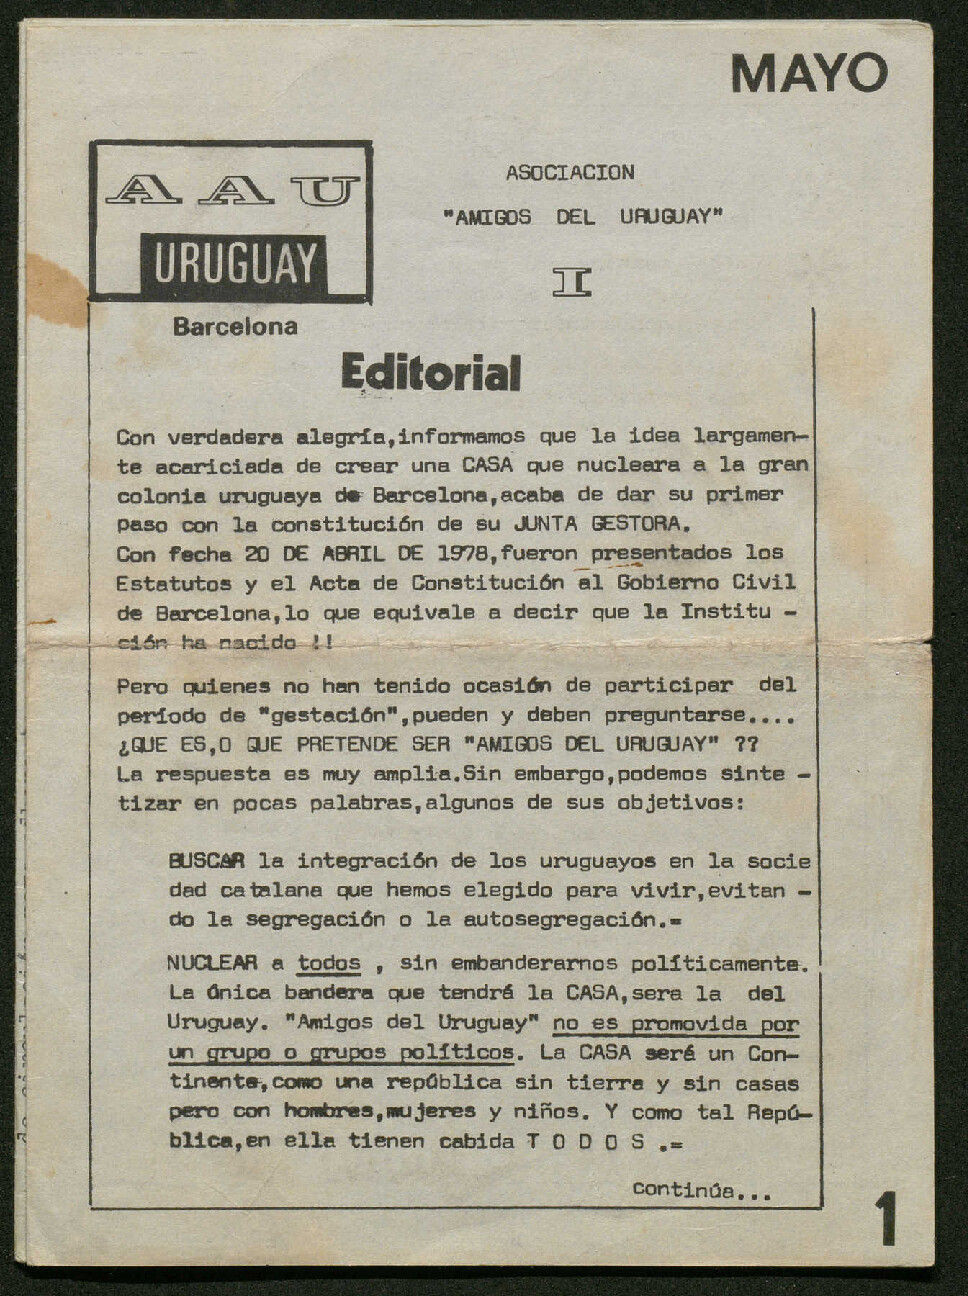 MAYO
A A U
URUGUAY
Barcelona
ASOCIACION
"AMIGOS DEL URUGUAY"
I
Editorial
Con verdadera alegría,informamos que la idea largamen-
te acariciada de crear una CASA que nucleara a la gran
colonia uruguaya de Barcelona,acaba de dar su primer
paso con la constitución de su JUNTA GESTORA.
Con fecha 20 DE ABRIL DE 1978,fueron presentados los
Estatutos y el Acta de Constitución al Gobierno Civil
de Barcelona,lo que equivale a decir que la Institu -
ción ha nacido !!
Pero quienes no han tenido ocasión de participar del
período de "gestación",pueden y deben preguntarse....
¿QUE ES,O QUE PRETENDE SER "AMIGOS DEL URUGUAY" ??
La respuesta es muy amplia.Sin embargo,podemos sinte -
tizar en pocas palabras,algunos de sus objetivos:
BUSCAR la integración de los uruguayos en la socie
dad catalana que hemos elegido para vivir,evitan -
do la segregación o la autosegregación.=
NUCLEAR a todos , sin embanderarnos políticamente.
La única bandera que tendrá la CASA,sera la del
Uruguay. "Amigos del Uruguay" no es promovida por
un grupo o grupos políticos. La CASA será un Con-
tinente,como una república sin tierra y sin casas
pero con hombres,mujeres y niños. Y como tal Repú-
blica,en ella tienen cabida T O D O S .=
continúa...
1